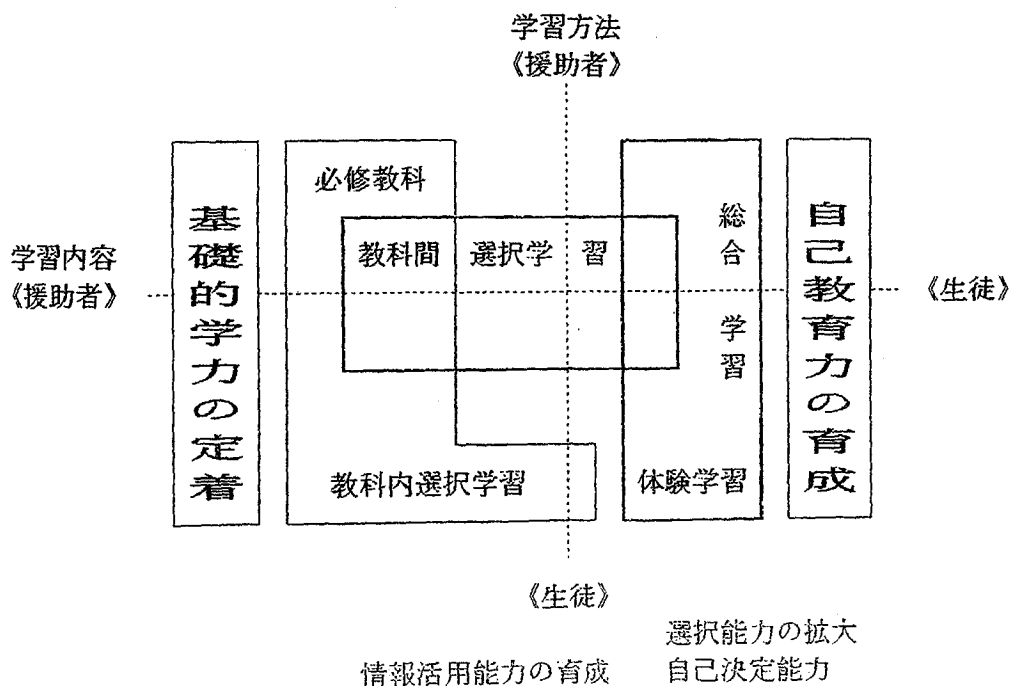 学習方法
《援助者》
必修教科
総合学習
基礎的学力の定着
自己教育力の育成
教科間 選択学習
学習内容
《援助者》
《生徒》
教科内選択学習
体験学習
《生徒》
選択能力の拡大
情報活用能力の育成
自己決定能力